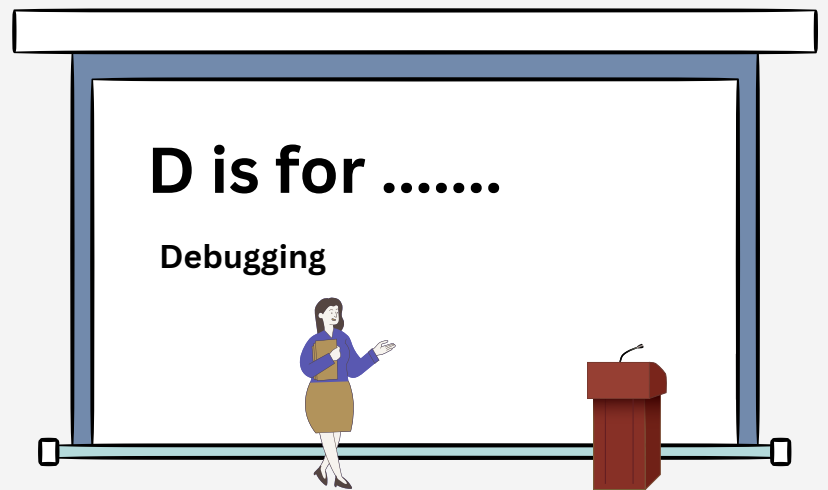 D is for .......
Debugging